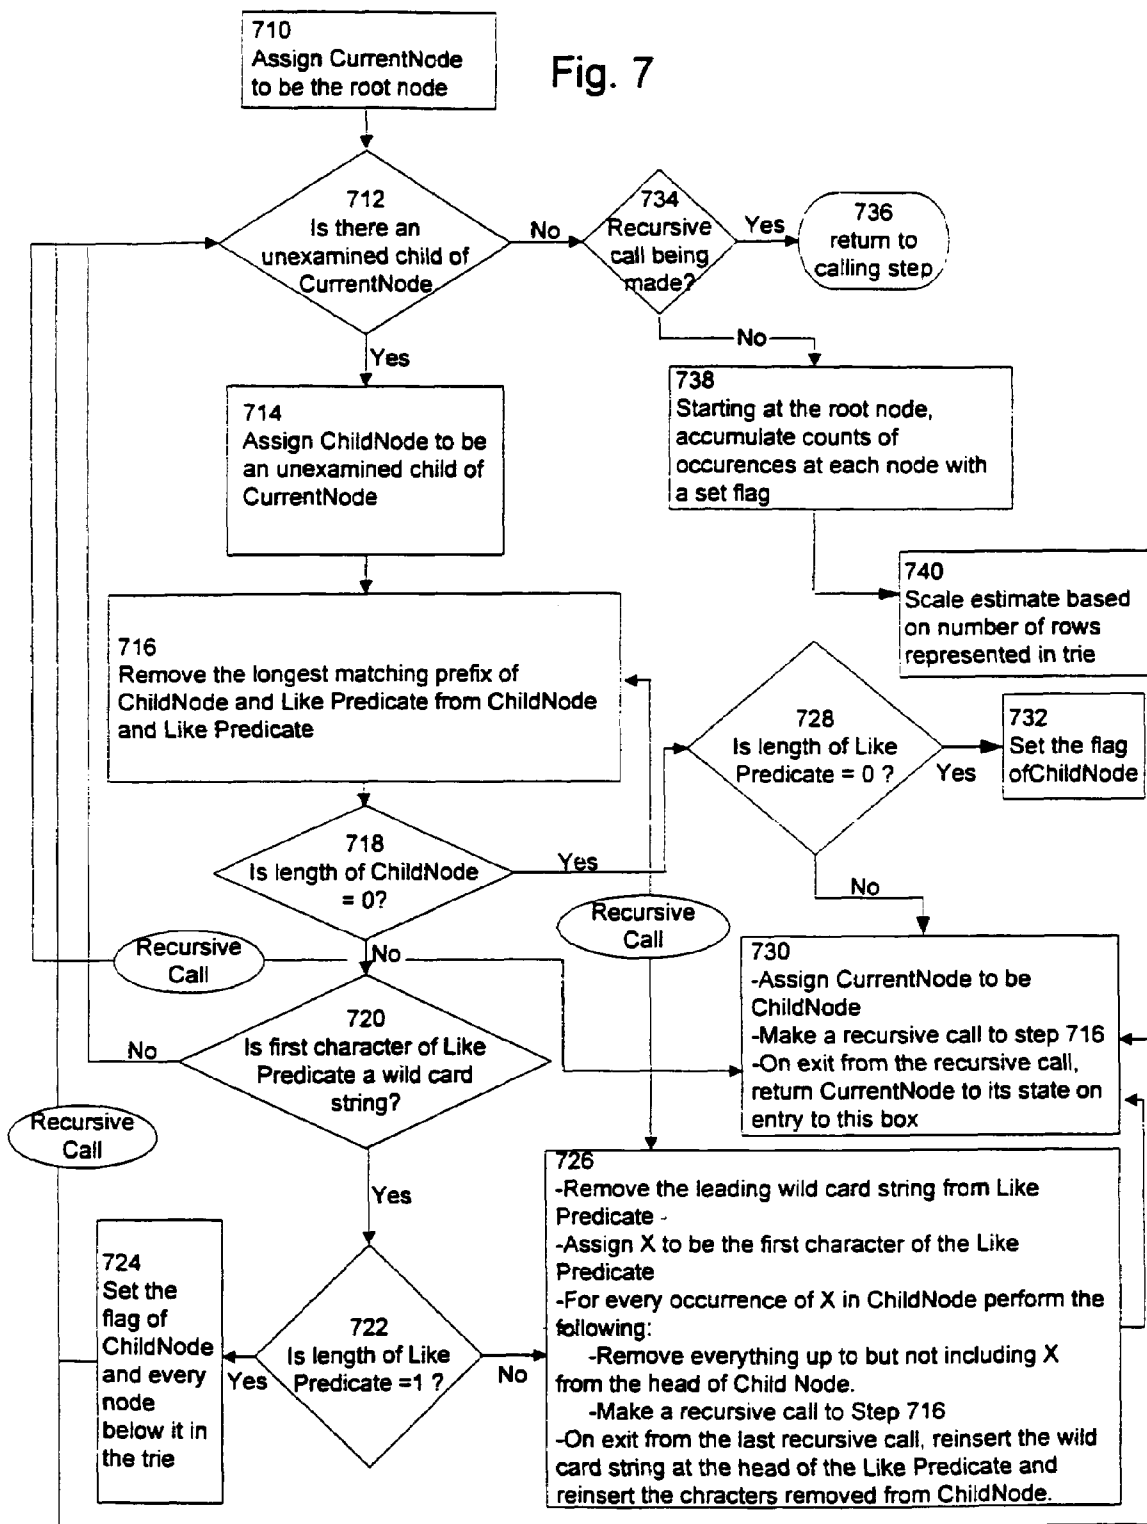 710
Assign CurrentNode
to be the root node
Fig. 7
712
Is there an
unexamined child of
CurrentNode
No
734
Recursive
call being
made?
Yes
736
return to
calling step
Yes
No
714
Assign ChildNode to be
an unexamined child of
CurrentNode
738
Starting at the root node,
accumulate counts of
occurences at each node with
a set flag
740
Scale estimate based
on number of rows
represented in trie
716
Remove the longest matching prefix of
ChildNode and Like Predicate from ChildNode
and Like Predicate
728
Is length of Like
Predicate = 0 ?
Yes
732
Set the flag
ofChildNode
718
Is length of ChildNode
= 0?
Yes
No
Recursive
Call
No
Recursive
Call
730
-Assign CurrentNode to be
ChildNode
-Make a recursive call to step 716
-On exit from the recursive call,
return CurrentNode to its state on
entry to this box
720
Is first character of Like
Predicate a wild card
string?
No
Recursive
Call
Yes
726
-Remove the leading wild card string from Like
Predicate -
-Assign X to be the first character of the Like
Predicate
-For every occurrence of X in ChildNode perform the
following:
-Remove everything up to but not including X
from the head of Child Node.
-Make a recursive call to Step 716
-On exit from the last recursive call, reinsert the wild
card string at the head of the Like Predicate and
reinsert the chracters removed from ChildNode.
724
Set the
flag of
ChildNode
and every
node
below it in
the trie
Yes
722
Is length of Like
Predicate =1 ?
No